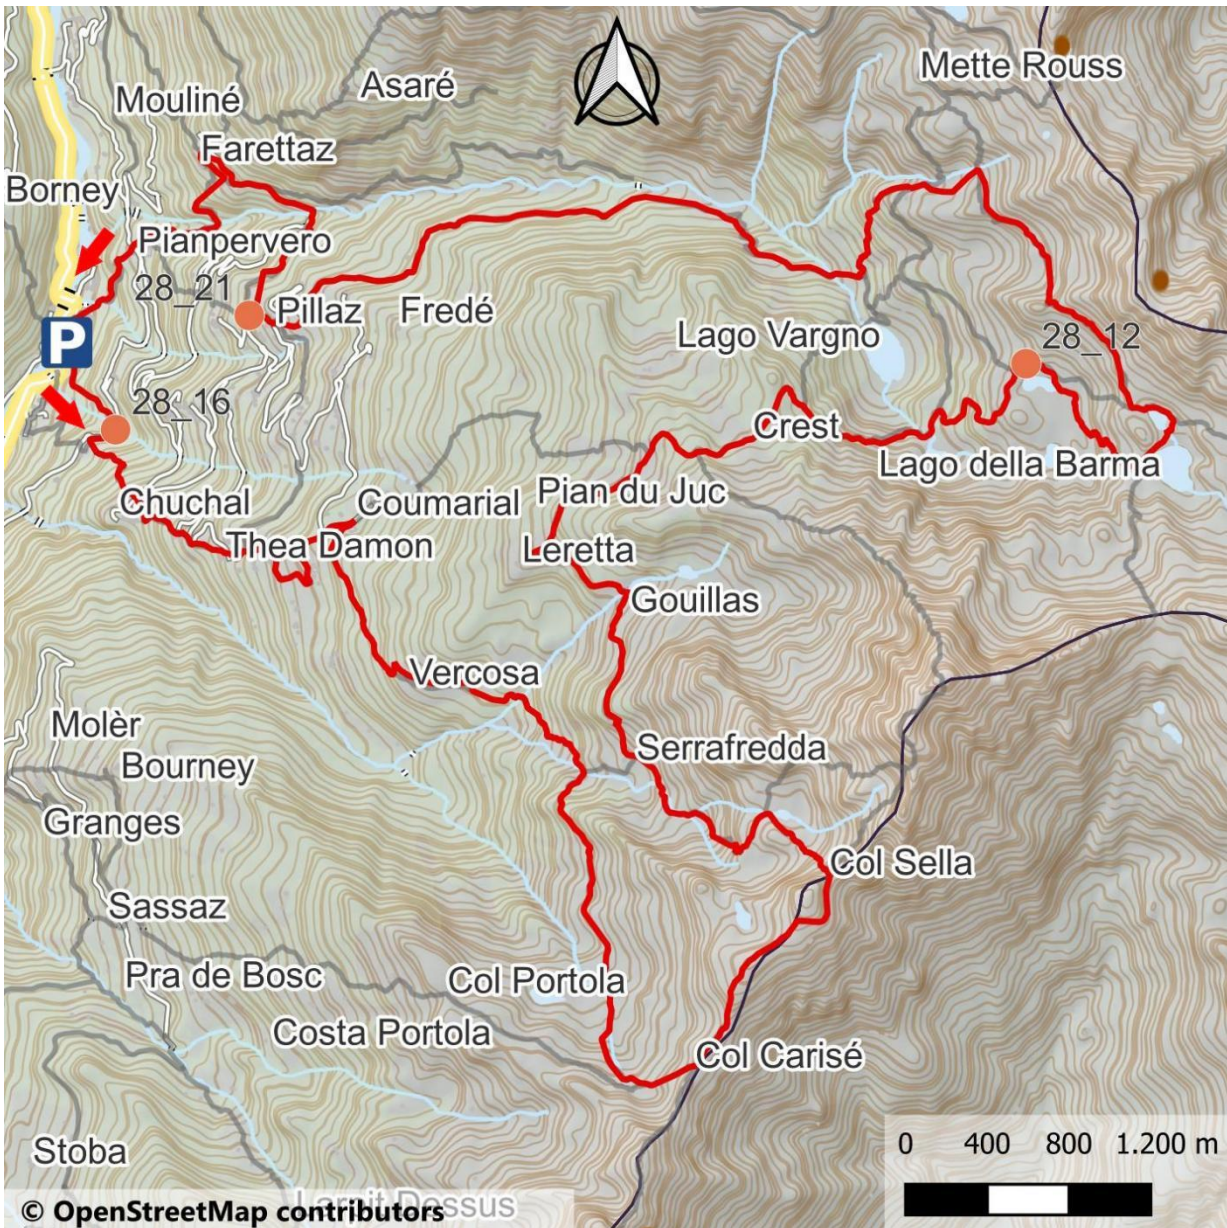 Mette Rouss
Asaré
Mouliné
Farettaz
Borney
Pianpervero
28_21
Pillaz
Fredé
Lago Vargno
28_12
P
28_16
Crest
Lago della Barma
Chuchal
Coumarial
Pian du Juc
Thea Damon
Leretta
Gouillas
Vercosa
Molèr
Serrafredda
Bourney
Granges
Col Sella
Sassaz
Pra de Bosc
Col Portola
Costa Portola
Col Carisé
Stoba
0 400 800 1.200 m
Larpit Dessus
© OpenStreetMap contributors